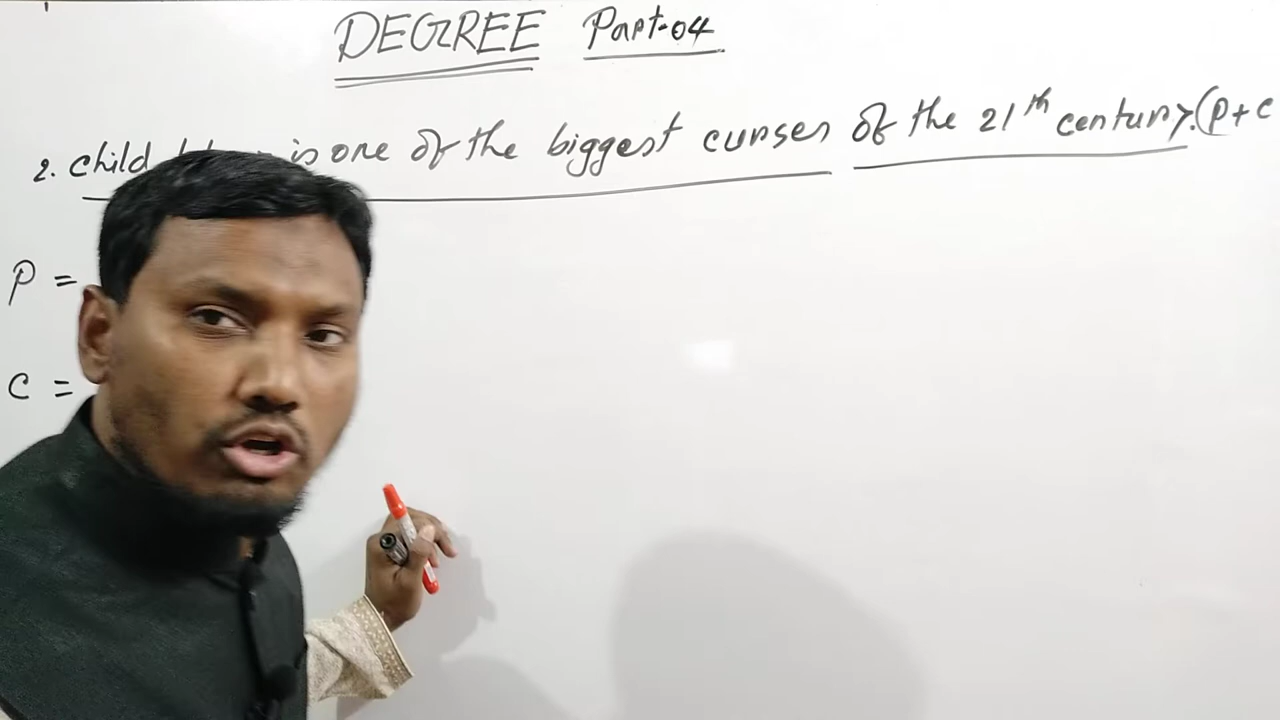 DEGREE Part-04
2. child is one of the biggest curses of the 21th century.(P+C
P =
C =